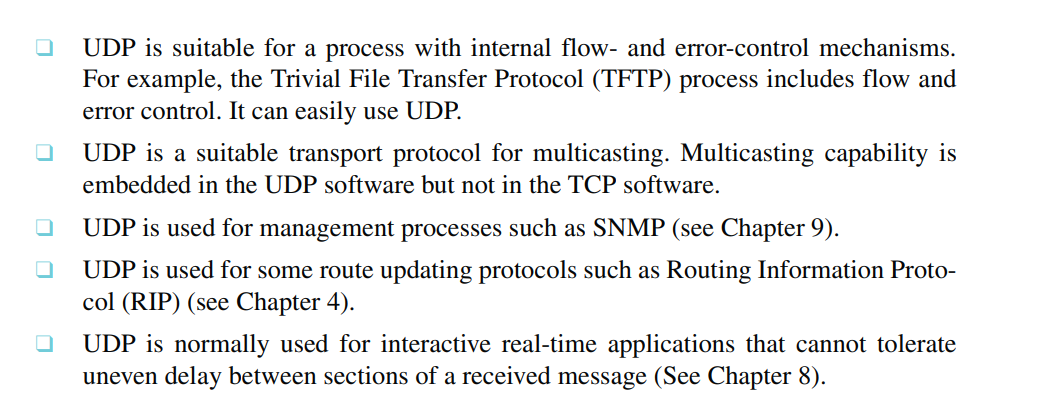 ❑ UDP is suitable for a process with internal flow- and error-control mechanisms.
For example, the Trivial File Transfer Protocol (TFTP) process includes flow and
error control. It can easily use UDP.
❑ UDP is a suitable transport protocol for multicasting. Multicasting capability is
embedded in the UDP software but not in the TCP software.
❑ UDP is used for management processes such as SNMP (see Chapter 9).
❑ UDP is used for some route updating protocols such as Routing Information Proto-
col (RIP) (see Chapter 4).
❑ UDP is normally used for interactive real-time applications that cannot tolerate
uneven delay between sections of a received message (See Chapter 8).